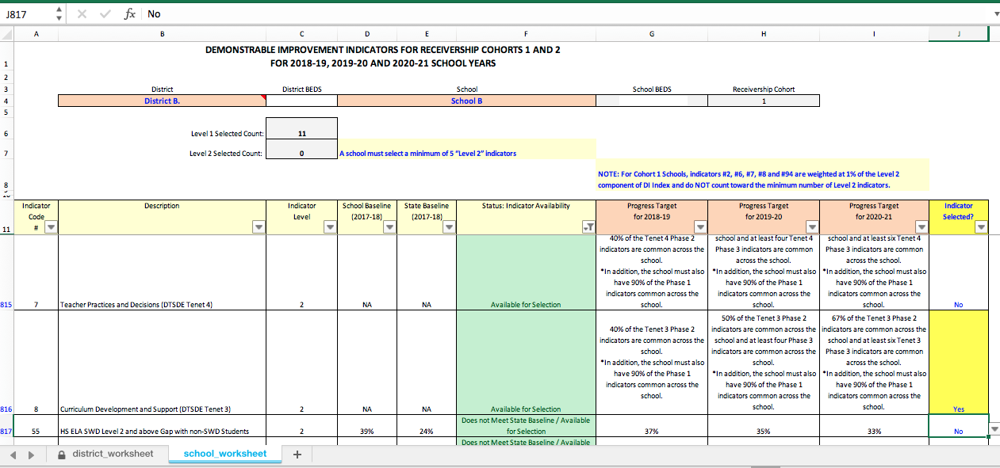 J817 fx No
A B C D E F G H I J
1 DEMONSTRABLE IMPROVEMENT INDICATORS FOR RECEIVERSHIP COHORTS 1 AND 2
FOR 2018-19, 2019-20 AND 2020-21 SCHOOL YEARS
2
3 District District BEDS School School BEDS Receivership Cohort
4 District B. School B 1
5
6 Level 1 Selected Count: 11
7 Level 2 Selected Count: 0 A school must select a minimum of 5 "Level 2" indicators
8 NOTE: For Cohort 1 Schools, indicators #2, #6, #7, #8 and #94 are weighted at 1% of the Level 2
component of DI Index and do NOT count toward the minimum number of Level 2 indicators.
11
Indicator
Code
#
Description
Indicator
Level
School Baseline
(2017-18)
State Baseline
(2017-18)
Status: Indicator Availability
Progress Target
for 2018-19
Progress Target
for 2019-20
Progress Target
for 2020-21
Indicator
Selected?
815 7 Teacher Practices and Decisions (DTSDE Tenet 4) 2 NA NA Available for Selection
40% of the Tenet 4 Phase 2
indicators are common across the
school.
*In addition, the school must also
have 90% of the Phase 1
indicators common across the
school.
school and at least four Tenet 4
Phase 3 indicators are common
across the school.
*In addition, the school must also
have 90% of the Phase 1
indicators common across the
school.
school and at least six Tenet 4
Phase 3 indicators are common
across the school.
*In addition, the school must also
have 90% of the Phase 1
indicators common across the
school.
No
816 8 Curriculum Development and Support (DTSDE Tenet 3) 2 NA NA Available for Selection
40% of the Tenet 3 Phase 2
indicators are common across the
school.
*In addition, the school must also
have 90% of the Phase 1
indicators common across the
school.
50% of the Tenet 3 Phase 2
indicators are common across the
school and at least four Phase 3
indicators are common across the
school.
*In addition, the school must also
have 90% of the Phase 1
indicators common across the
school.
67% of the Tenet 3 Phase 2
indicators are common across the
school and at least six Tenet 3
Phase 3 indicators are common
across the school.
*In addition, the school must also
have 90% of the Phase 1
indicators common across the
school.
Yes
817 55 HS ELA SWD Level 2 and above Gap with non-SWD Students 2 39% 24%
Does not Meet State Baseline / Available
for Selection
37% 35% 33% No
Does not Meet State Baseline / Available
district_worksheet school_worksheet +